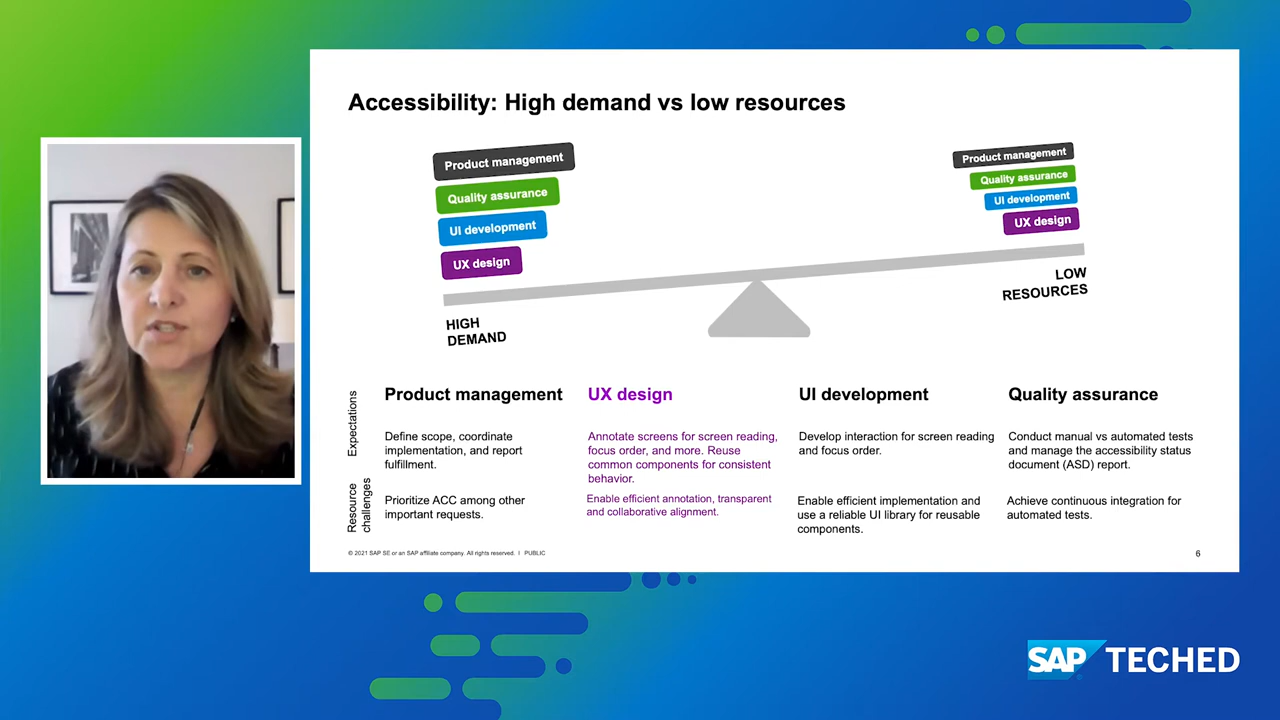 Accessibility: High demand vs low resources
Product management
Quality assurance
UI development
UX design
HIGH
DEMAND
Product management
Quality assurance
UI development
UX design
LOW
RESOURCES
Expectations
Resource
challenges
Product management
Define scope, coordinate
implementation, and report
fulfillment.
Prioritize ACC among other
important requests.
UX design
Annotate screens for screen reading,
focus order, and more. Reuse
common components for consistent
behavior.
Enable efficient annotation, transparent
and collaborative alignment.
UI development
Develop interaction for screen reading
and focus order.
Enable efficient implementation and
use a reliable UI library for reusable
components.
Quality assurance
Conduct manual vs automated tests
and manage the accessibility status
document (ASD) report.
Achieve continuous integration for
automated tests.
© 2021 SAP SE or an SAP affiliate company. All rights reserved. I PUBLIC
6
SAP TECHED